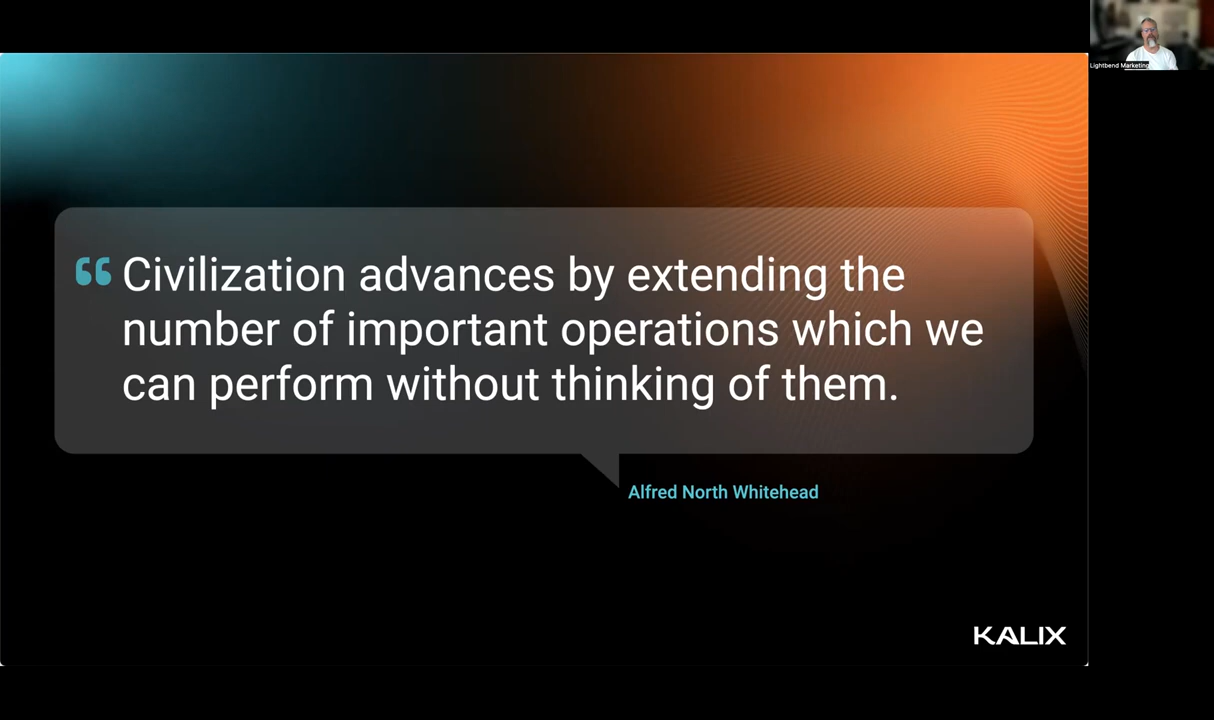 Lightbend Marketing
“Civilization advances by extending the
number of important operations which we
can perform without thinking of them.
Alfred North Whitehead
KALIX